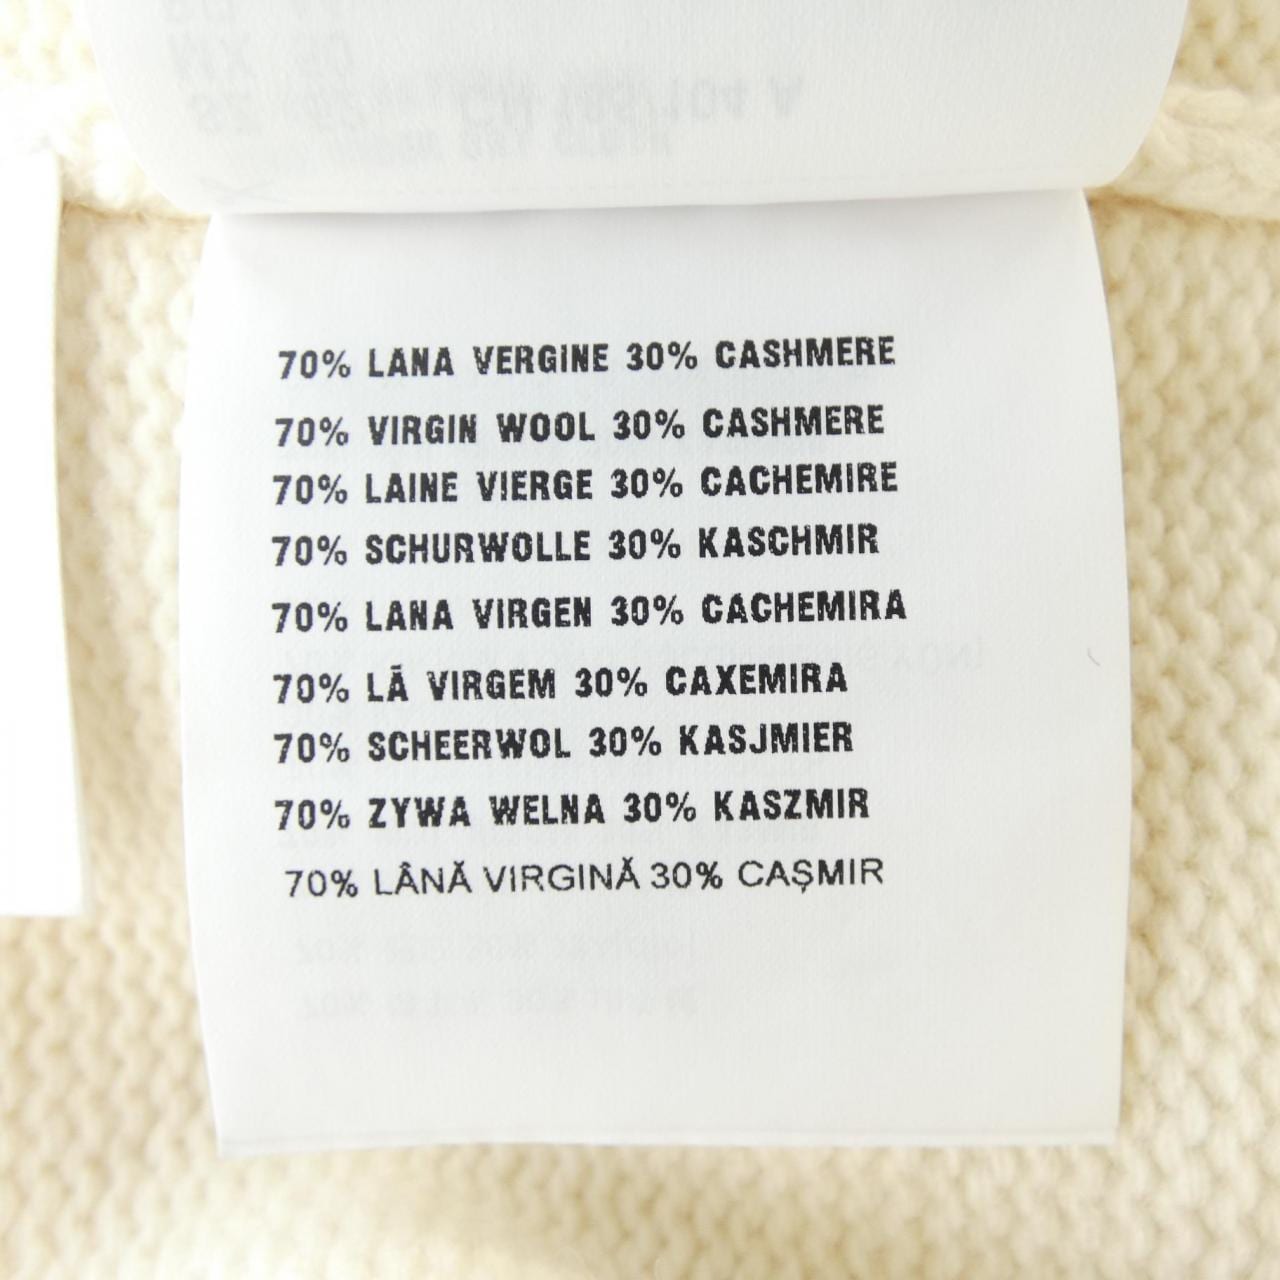 70% LANA VERGINE 30% CASHMERE
70% VIRGIN WOOL 30% CASHMERE
70% LAINE VIERGE 30% CACHEMIRE
70% SCHURWOLLE 30% KASCHMIR
70% LANA VIRGEN 30% CACHEMIRA
70% LÃ VIRGEM 30% CAXEMIRA
70% SCHEERWOL 30% KASJMIER
70% ZYWA WELNA 30% KASZMIR
70% LÂNĂ VIRGINĂ 30% CAȘMIR